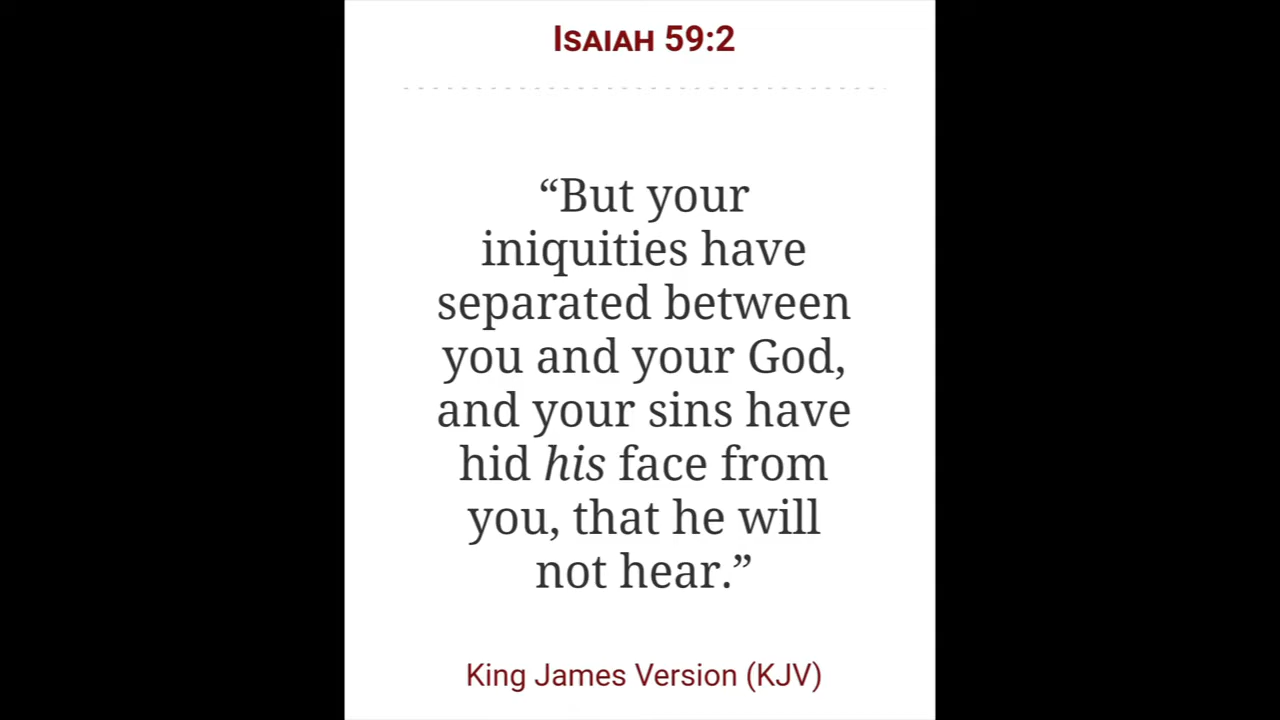 Isaiah 59:2
“But your
iniquities have
separated between
you and your God,
and your sins have
hid his face from
you, that he will
not hear.”
King James Version (KJV)